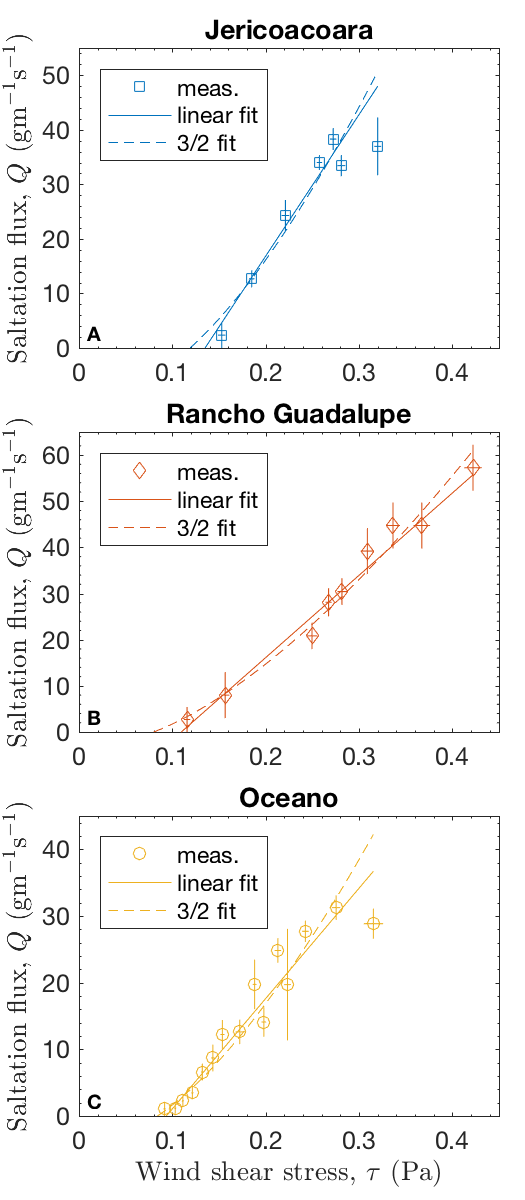 Jericoacoara
Saltation flux, Q (gm⁻¹s⁻¹)
50
40
30
20
10
0
meas.
linear fit
3/2 fit
A
0 0.1 0.2 0.3 0.4
Rancho Guadalupe
Saltation flux, Q (gm⁻¹s⁻¹)
60
50
40
30
20
10
0
meas.
linear fit
3/2 fit
B
0 0.1 0.2 0.3 0.4
Oceano
Saltation flux, Q (gm⁻¹s⁻¹)
40
30
20
10
0
meas.
linear fit
3/2 fit
C
0 0.1 0.2 0.3 0.4
Wind shear stress, τ (Pa)